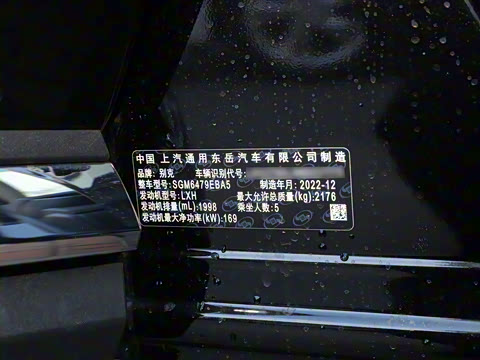 中国 上汽通用东岳汽车有限公司制造
品牌: 别克 车辆识别代号:
整车型号: SGM6479EBA5 制造年月: 2022-12
发动机型号: LXH 最大允许总质量(kg): 2176
发动机排量(mL): 1998 乘坐人数: 5
发动机最大净功率(kW): 169